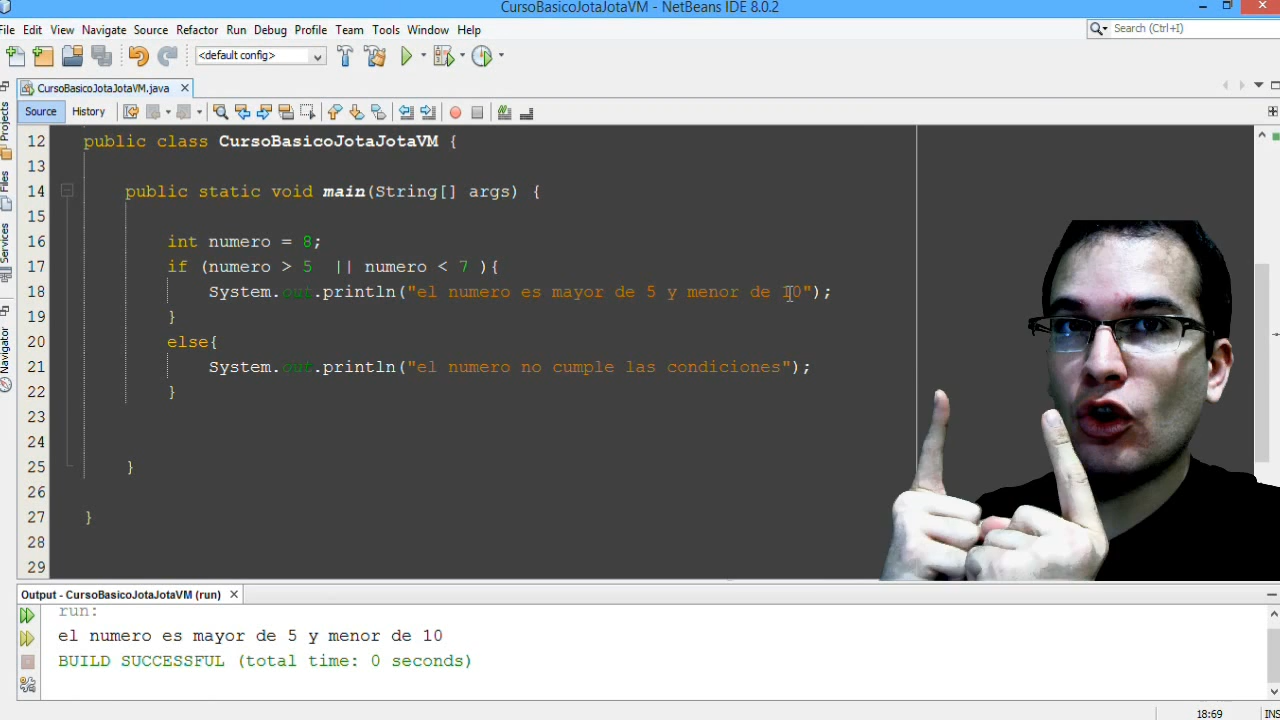 CursoBasicoJotaJotaVM - NetBeans IDE 8.0.2
File Edit View Navigate Source Refactor Run Debug Profile Team Tools Window Help
Search (Ctrl+I)
<default config>
CursoBasicoJotaJotaVM.java
Source History
Projects
Files
Services
Navigator
12 public class CursoBasicoJotaJotaVM {
13
14 public static void main(String[] args) {
15
16 int numero = 8;
17 if (numero > 5  || numero < 7 ){
18 System.out.println("el numero es mayor de 5 y menor de 10");
19 }
20 else{
21 System.out.println("el numero no cumple las condiciones");
22 }
23
24
25 }
26
27 }
28
29
Output - CursoBasicoJotaJotaVM (run)
run:
el numero es mayor de 5 y menor de 10
BUILD SUCCESSFUL (total time: 0 seconds)
18:69 INS